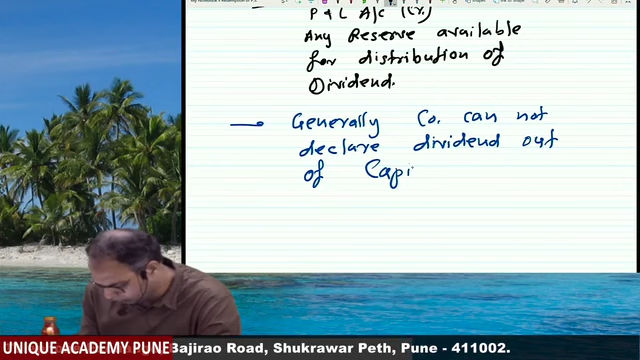 P & L A/c (Cr.)
Any Reserve available
for distribution of
Dividend.
Generally Co. can not
declare dividend out
of Capi
UNIQUE ACADEMY PUNE Bajirao Road, Shukrawar Peth, Pune - 411002.